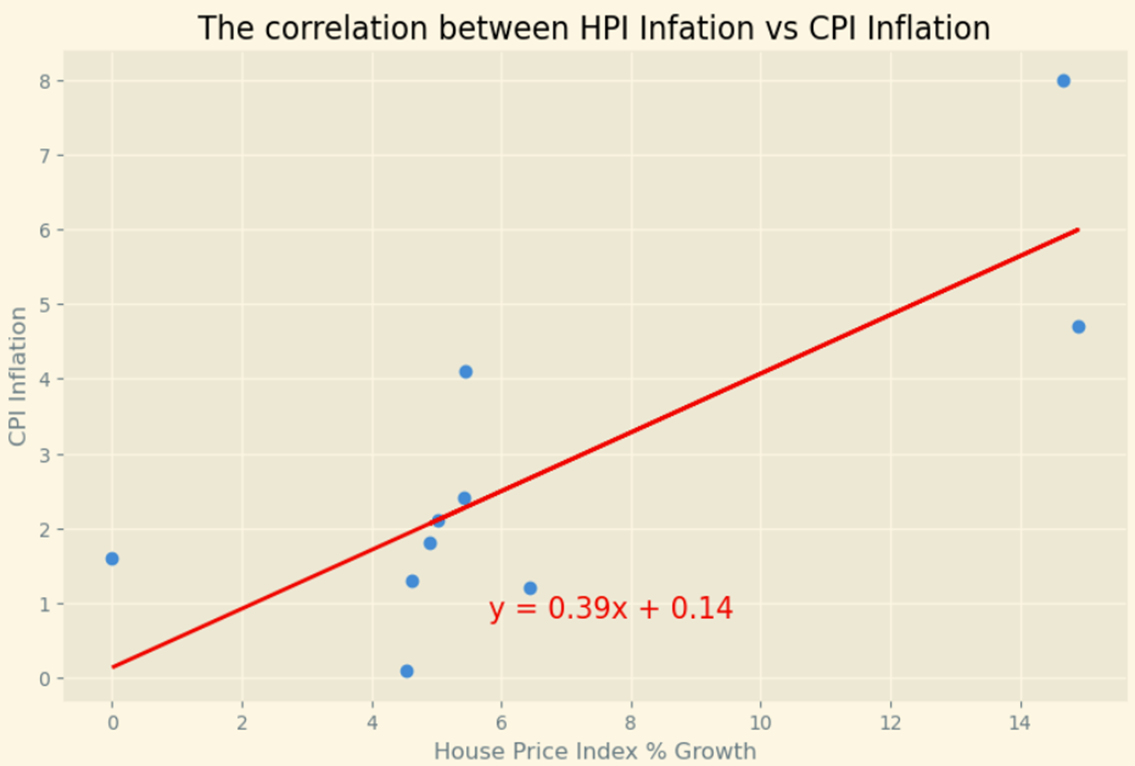 The correlation between HPI Infation vs CPI Inflation
8
7
6
5
4
3
2
1
0
CPI Inflation
y = 0.39x + 0.14
0 2 4 6 8 10 12 14
House Price Index % Growth